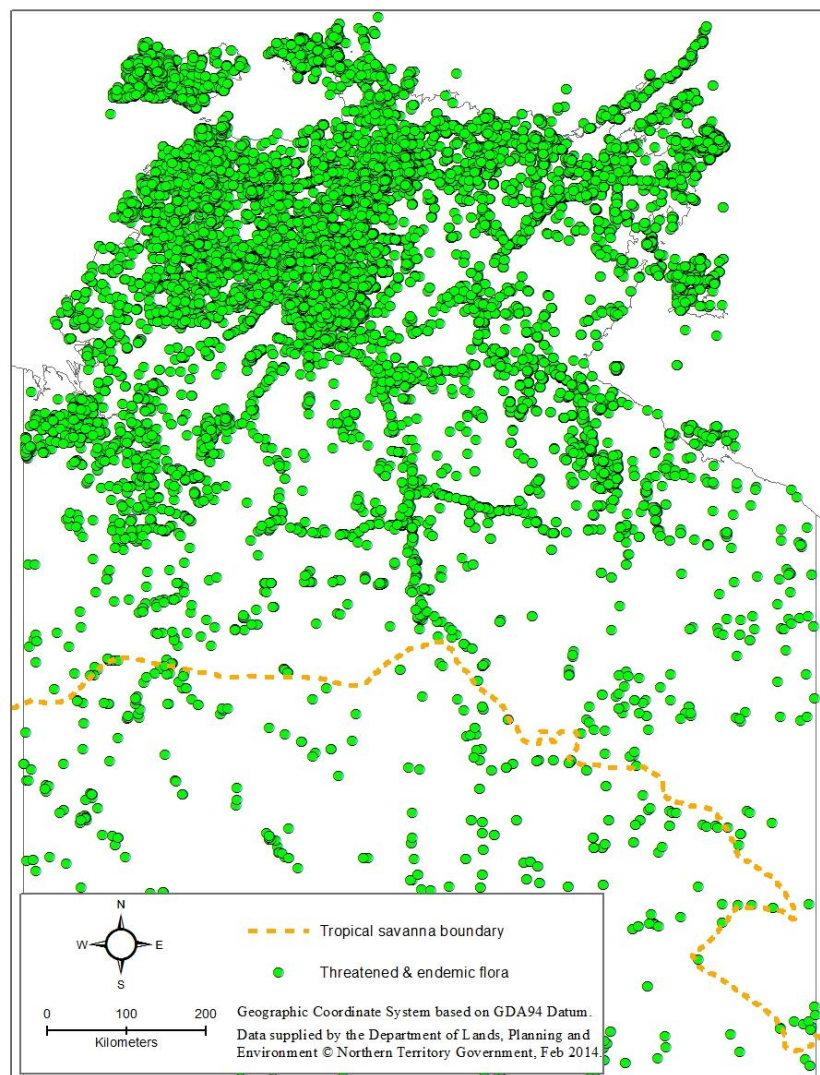 N
W E
S
0 100 200
Kilometers
Tropical savanna boundary
Threatened & endemic flora
Geographic Coordinate System based on GDA94 Datum.
Data supplied by the Department of Lands, Planning and
Environment © Northern Territory Government, Feb 2014.